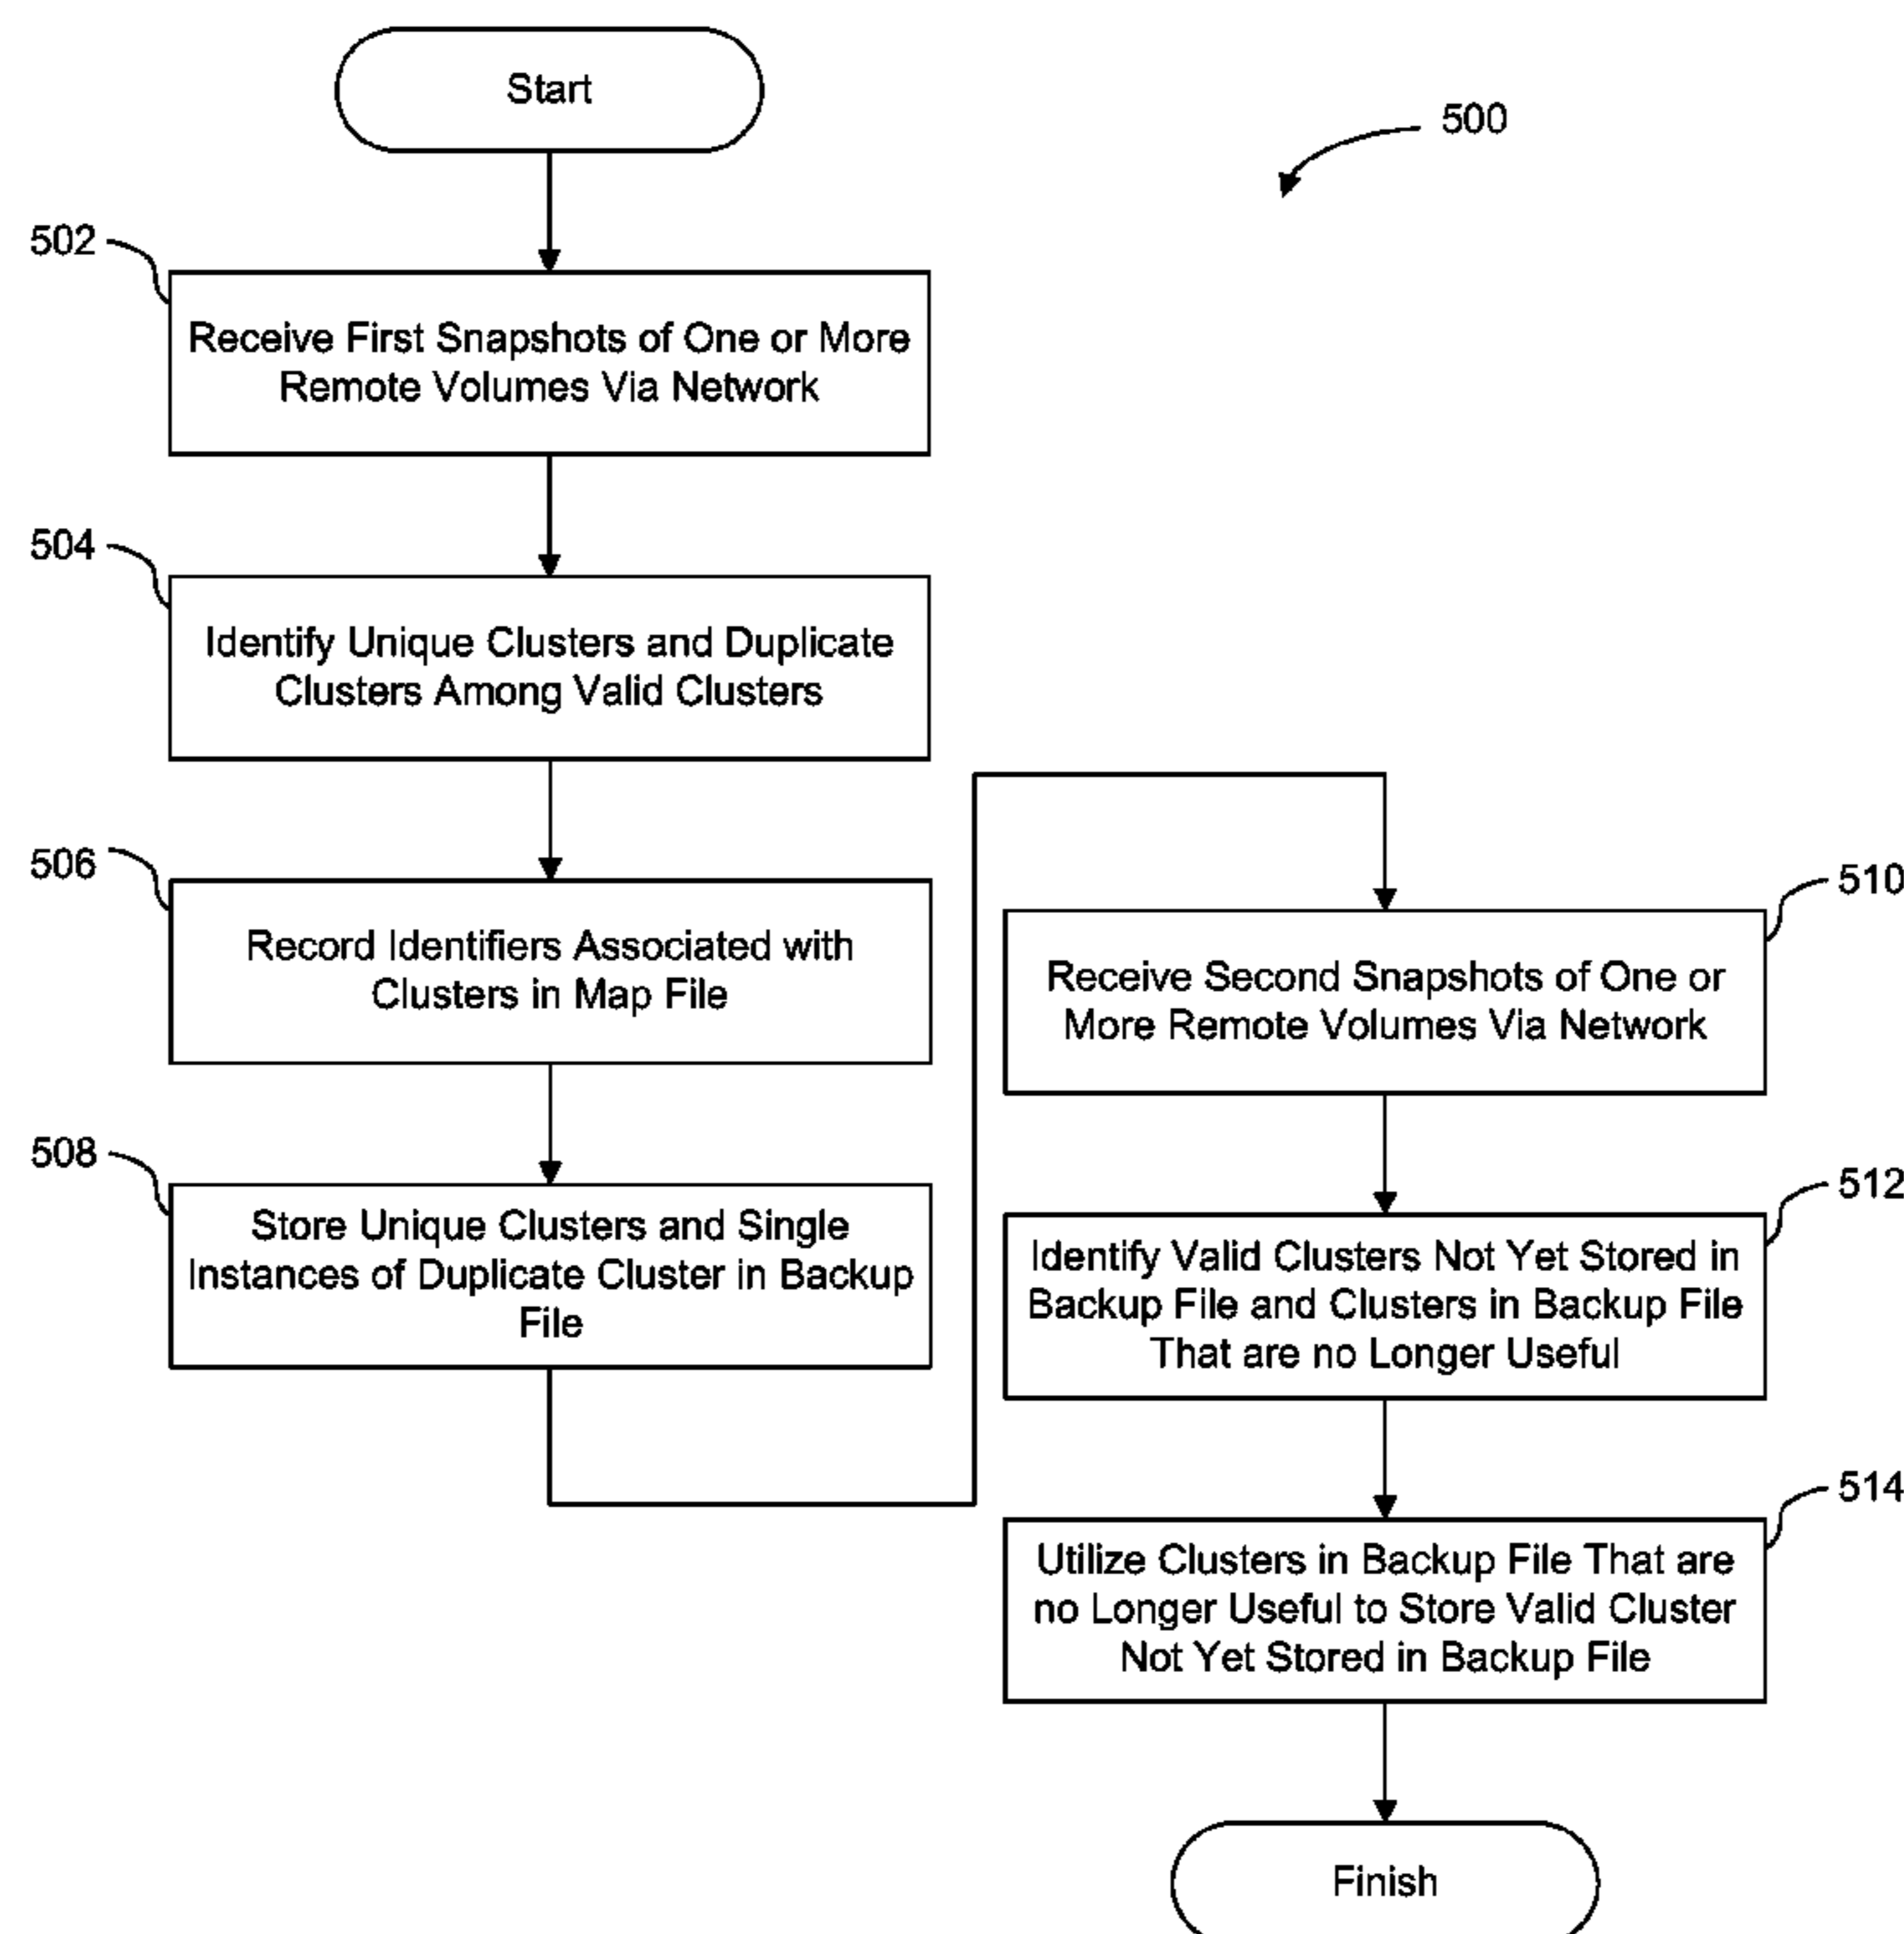 Start
500
502
Receive First Snapshots of One or More
Remote Volumes Via Network
504
Identify Unique Clusters and Duplicate
Clusters Among Valid Clusters
506
Record Identifiers Associated with
Clusters in Map File
508
Store Unique Clusters and Single
Instances of Duplicate Cluster in Backup
File
510
Receive Second Snapshots of One or
More Remote Volumes Via Network
512
Identify Valid Clusters Not Yet Stored in
Backup File and Clusters in Backup File
That are no Longer Useful
514
Utilize Clusters in Backup File That are
no Longer Useful to Store Valid Cluster
Not Yet Stored in Backup File
Finish